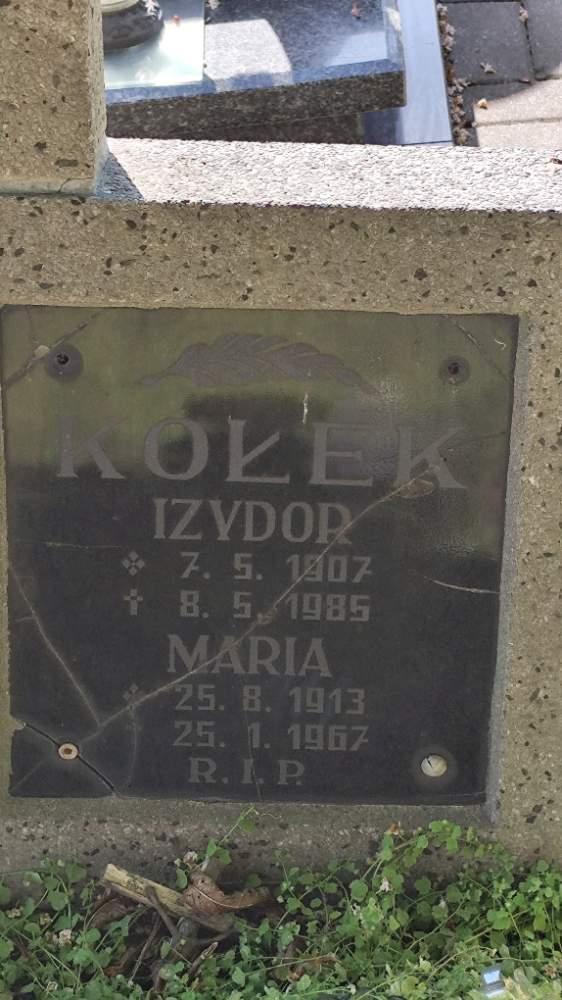 KOŁEK
IZYDOR
7. 5. 1907
† 8. 5. 1985
MARIA
25. 8. 1913
25. 1. 1967
R. I. P.